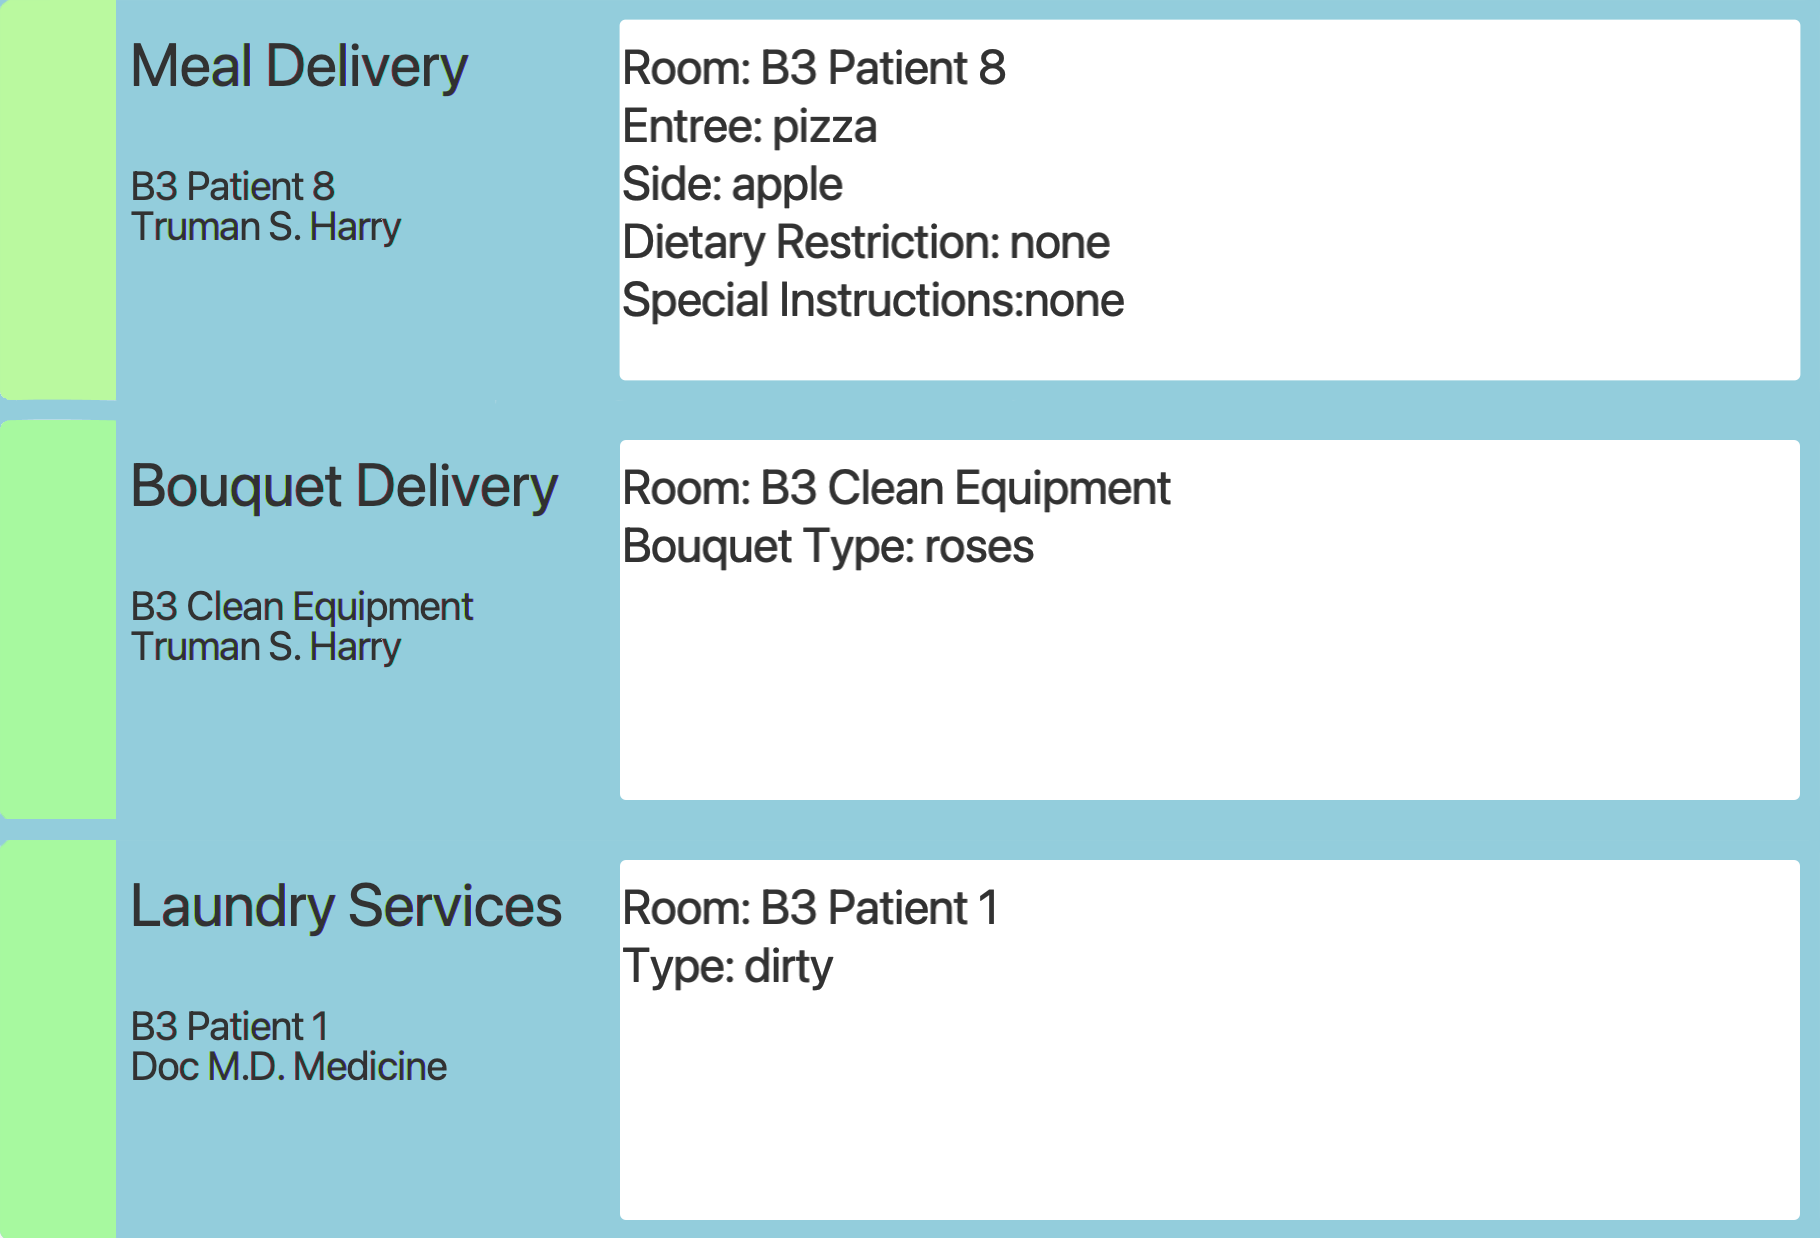 Meal Delivery
B3 Patient 8
Truman S. Harry
Room: B3 Patient 8
Entree: pizza
Side: apple
Dietary Restriction: none
Special Instructions:none
Bouquet Delivery
B3 Clean Equipment
Truman S. Harry
Room: B3 Clean Equipment
Bouquet Type: roses
Laundry Services
B3 Patient 1
Doc M.D. Medicine
Room: B3 Patient 1
Type: dirty